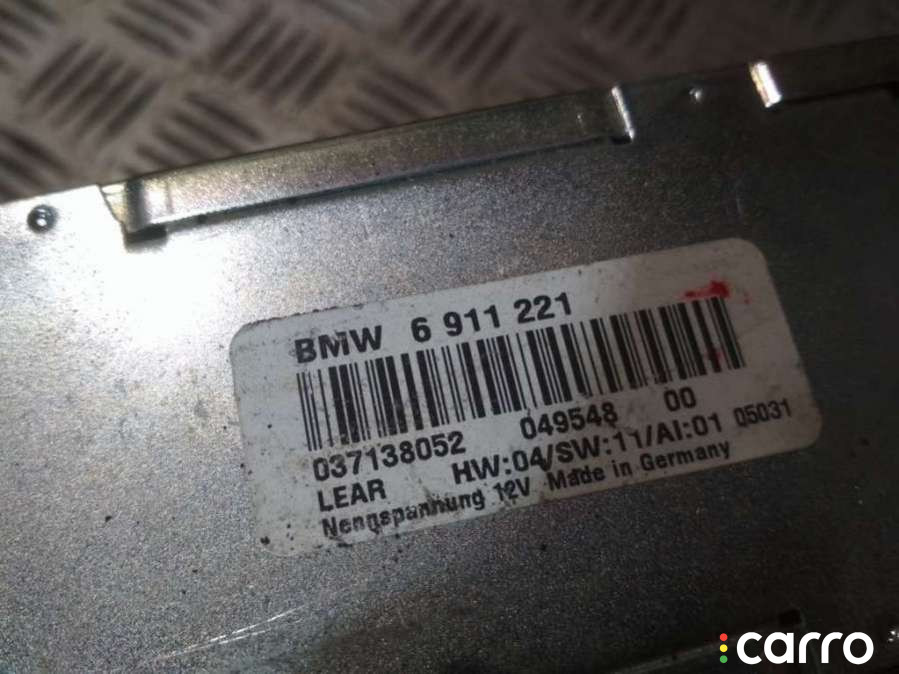 BMW 6 911 221
037138052 049548 00
LEAR HW:04/SW:11/AI:01 05031
Nennspannung 12V Made in Germany
carro